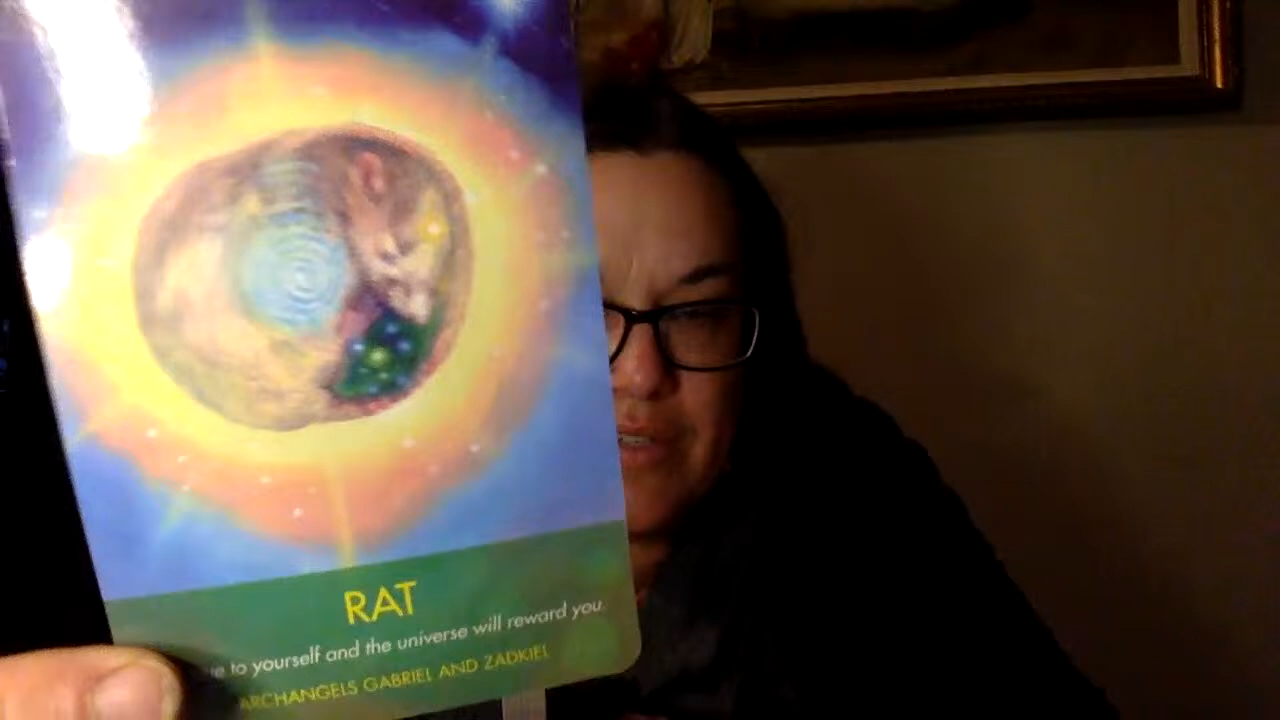 RAT
to yourself and the universe will reward you.
ARCHANGELS GABRIEL AND ZADKIEL